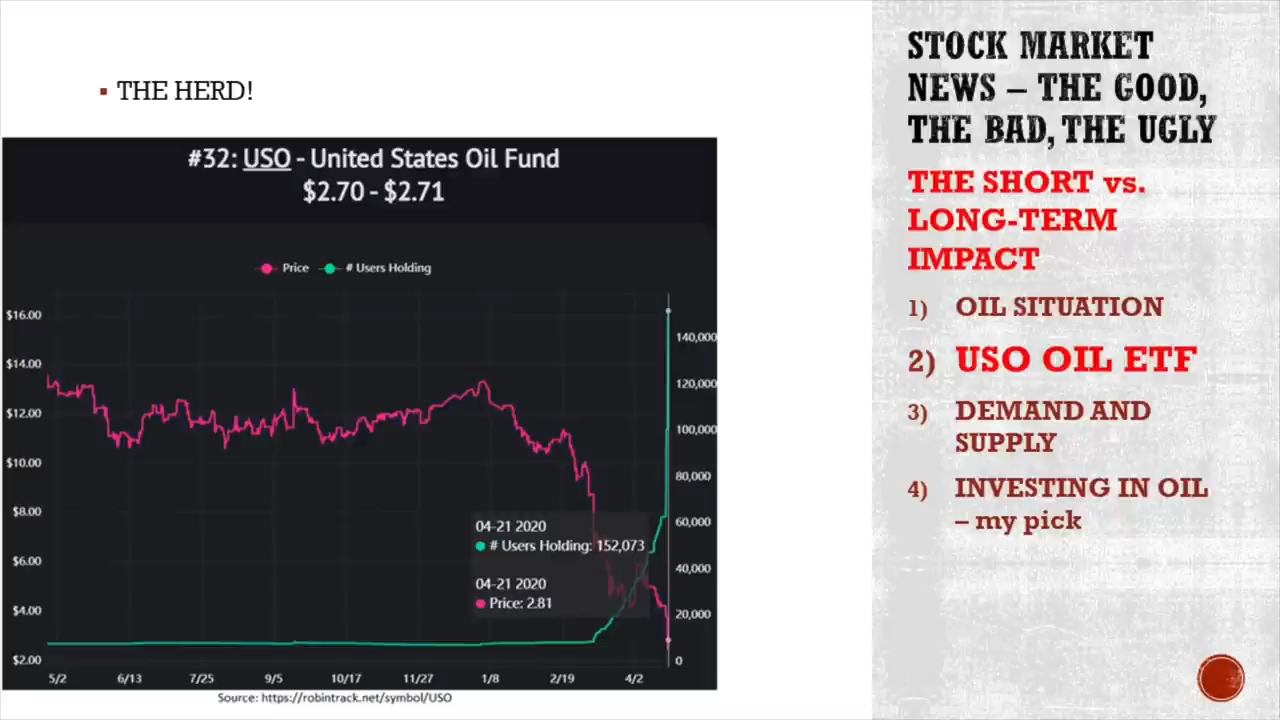 ▪ THE HERD!
#32: USO - United States Oil Fund
$2.70 - $2.71
Price # Users Holding
$16.00
$14.00
$12.00
$10.00
$8.00
$6.00
$4.00
$2.00
140,000
120,000
100,000
80,000
60,000
40,000
20,000
0
04-21 2020
# Users Holding: 152,073
04-21 2020
Price: 2.81
5/2 6/13 7/25 9/5 10/17 11/27 1/8 2/19 4/2
Source: https://robintrack.net/symbol/USO
STOCK MARKET
NEWS – THE GOOD,
THE BAD, THE UGLY
THE SHORT vs.
LONG-TERM
IMPACT
1) OIL SITUATION
2) USO OIL ETF
3) DEMAND AND
SUPPLY
4) INVESTING IN OIL
– my pick